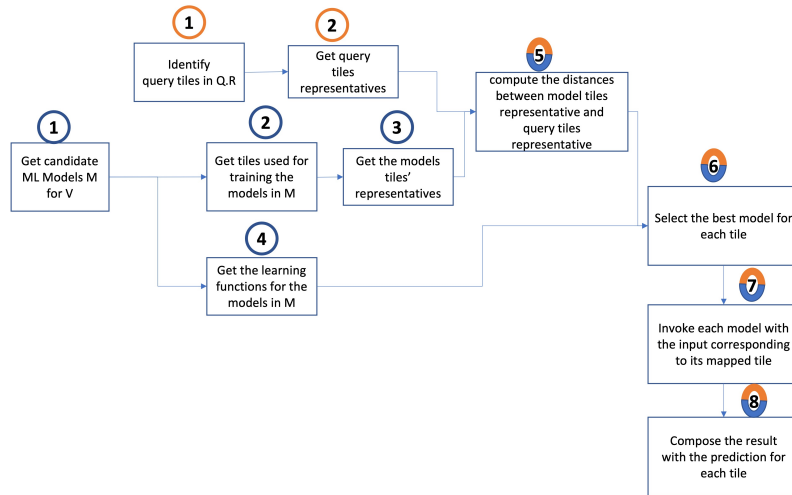 1
Identify
query tiles in Q.R
2
Get query
tiles
representatives
5
compute the distances
between model tiles
representative and
query tiles
representative
1
Get candidate
ML Models M
for V
2
Get tiles used for
training the
models in M
3
Get the models
tiles’
representatives
4
Get the learning
functions for the
models in M
6
Select the best model for
each tile
7
Invoke each model with
the input corresponding
to its mapped tile
8
Compose the result
with the prediction for
each tile